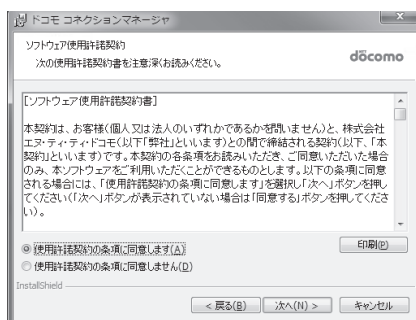 ドコモ コネクションマネージャ
ソフトウェア使用許諾契約
次の使用許諾契約書を注意深くお読みください。
döcomo
[ソフトウェア使用許諾契約書]
本契約は、お客様(個人又は法人のいずれかであるかを問いません)と、株式会社
エヌ・ティ・ティ・ドコモ(以下「弊社」といいます)との間で締結される契約(以下、「本
契約」といいます)です。本契約の各条項をお読みいただき、ご同意いただいた場合
のみ、本ソフトウェアをご利用いただくことができるものとします。以下の条項に同意
される場合には、「使用許諾契約の条項に同意します」を選択し「次へ」ボタンを押し
てください(「次へ」ボタンが表示されていない場合は「同意する」ボタンを押してくださ
い)。
使用許諾契約の条項に同意します(A)
印刷(P)
使用許諾契約の条項に同意しません(D)
InstallShield
< 戻る(B)
次へ(N) >
キャンセル